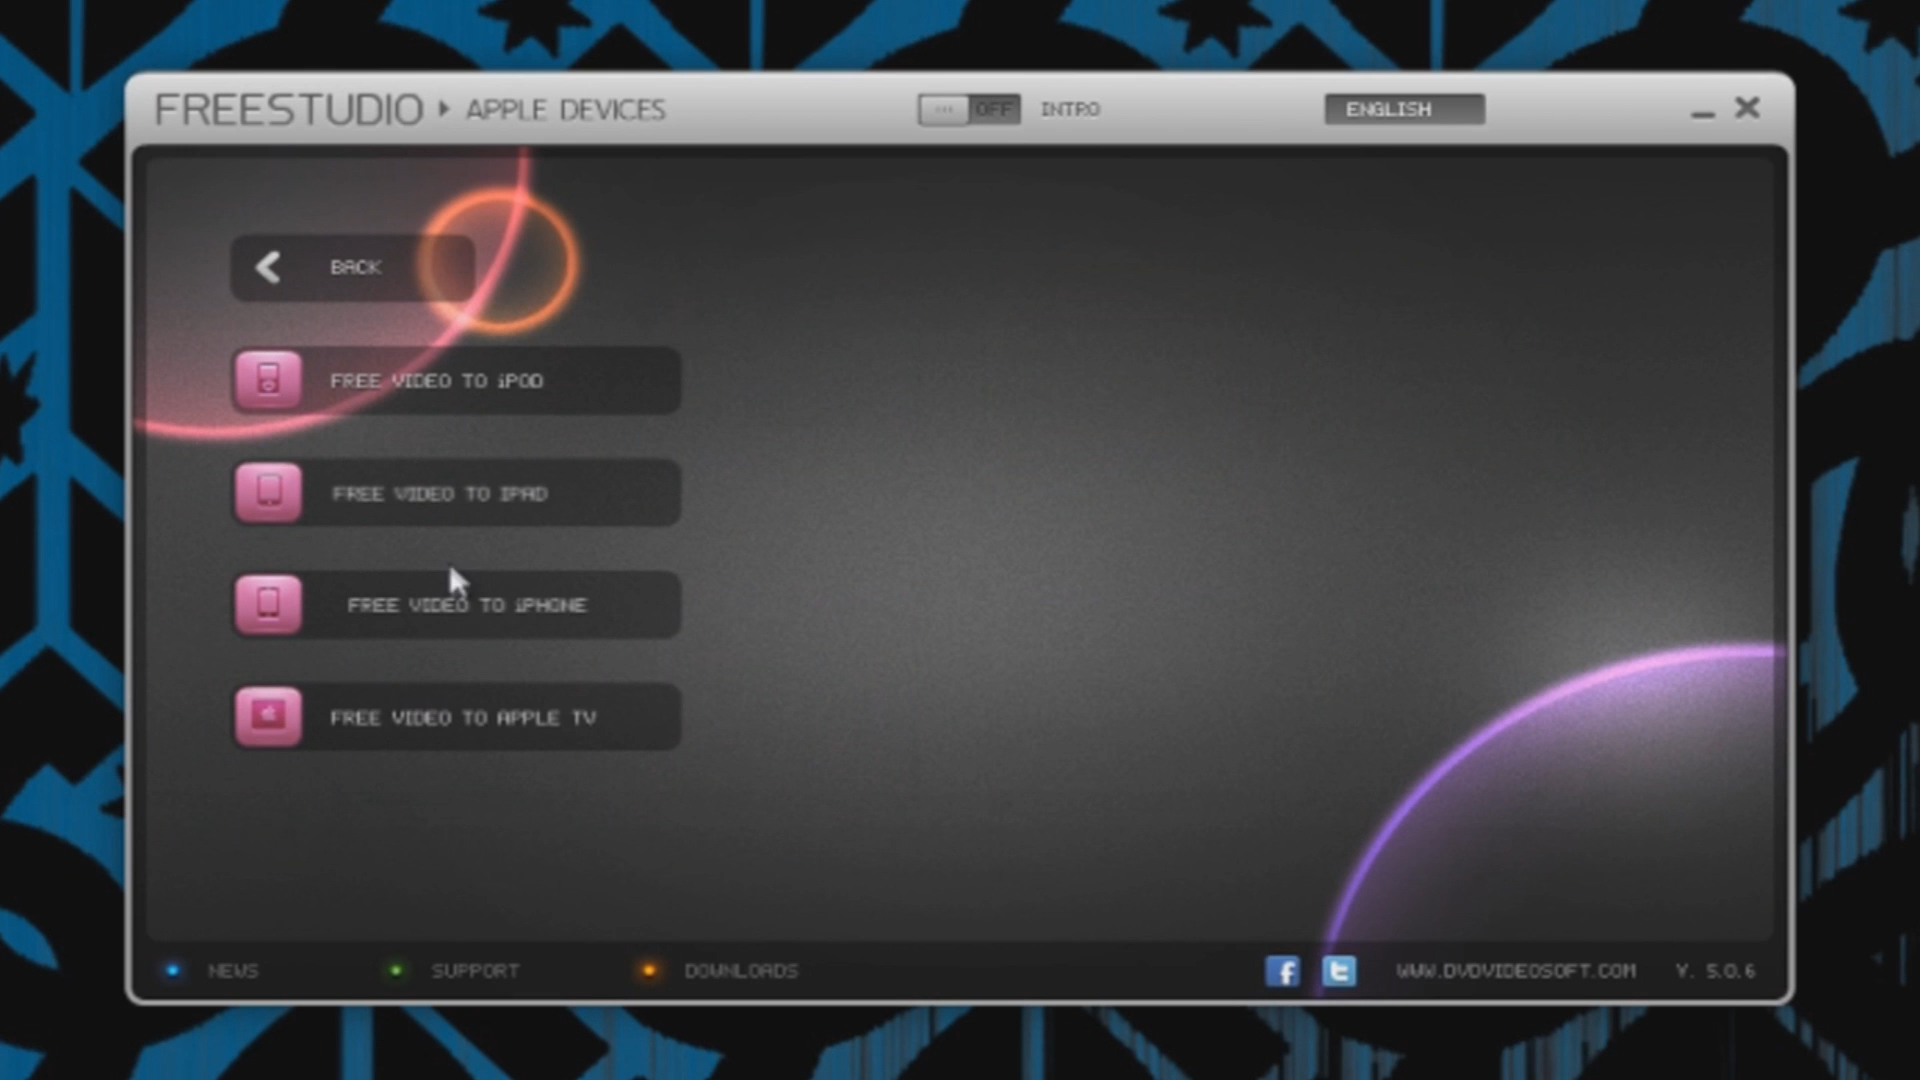 FREESTUDIO APPLE DEVICES
OFF INTRO
ENGLISH
BACK
FREE VIDEO TO iPOD
FREE VIDEO TO IPAD
FREE VIDEO TO iPHONE
FREE VIDEO TO APPLE TV
NEWS
SUPPORT
DOWNLOADS
WWW.DVDVIDEOSOFT.COM
V. 5.0.6